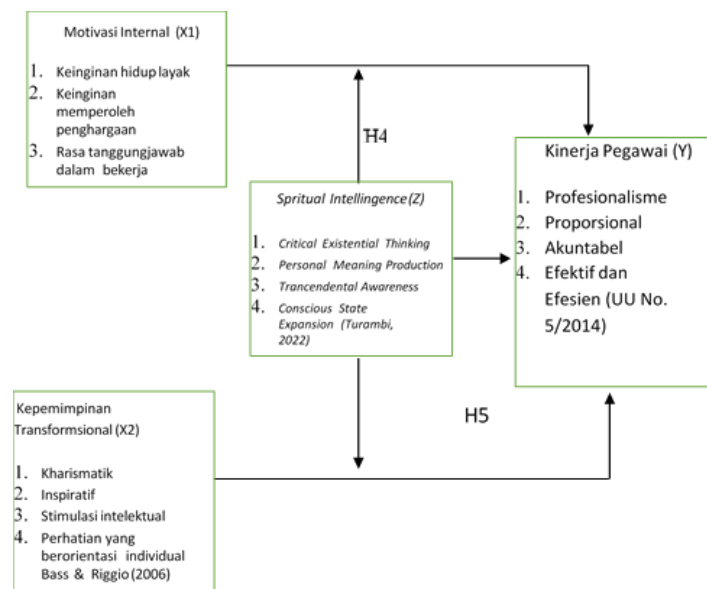 Motivasi Internal (X1)
1. Keinginan hidup layak
2. Keinginan
memperoleh
penghargaan
3. Rasa tanggungjawab
dalam bekerja
H4
Spritual Intellingence (Z)
1. Critical Existential Thinking
2. Personal Meaning Production
3. Trancendental Awareness
4. Conscious State
Expansion (Turambi,
2022)
Kinerja Pegawai (Y)
1. Profesionalisme
2. Proporsional
3. Akuntabel
4. Efektif dan
Efesien (UU No.
5/2014)
H5
Kepemimpinan
Transformsional (X2)
1. Kharismatik
2. Inspiratif
3. Stimulasi intelektual
4. Perhatian yang
berorientasi individual
Bass & Riggio (2006)